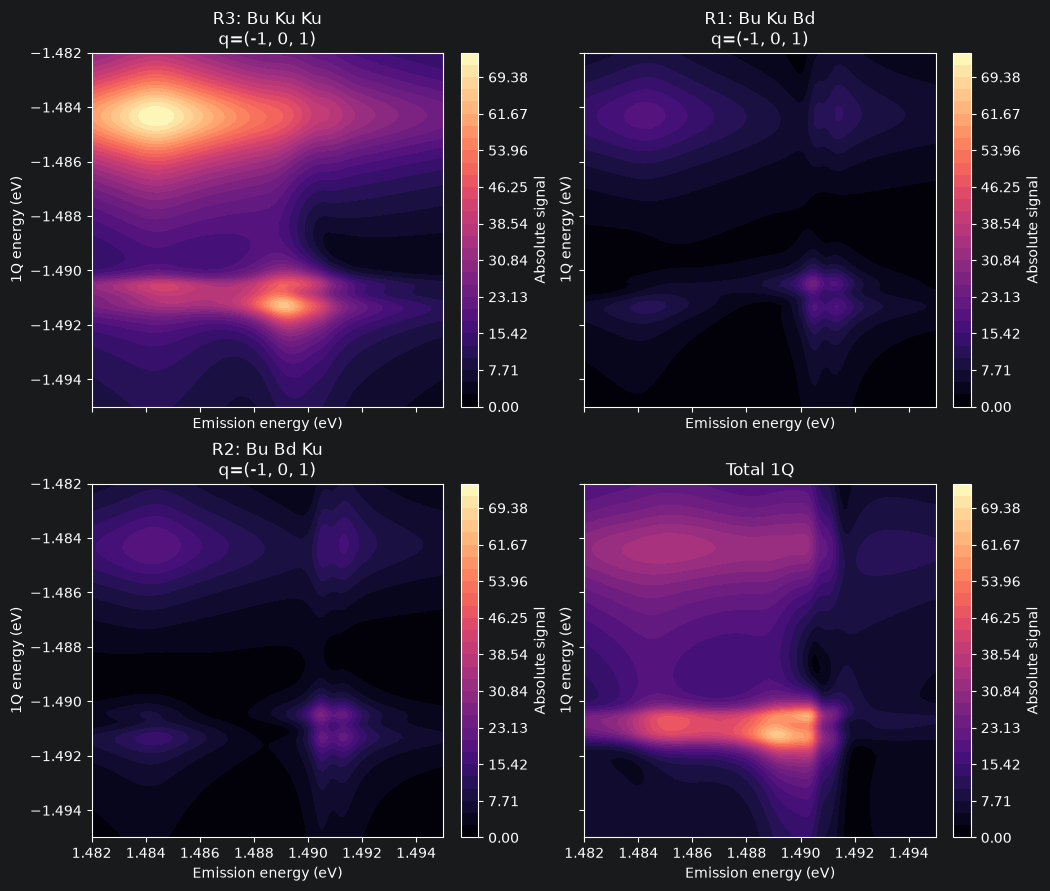 R3: Bu Ku Ku
q=(-1, 0, 1)
−1.482
−1.484
−1.486
−1.488
−1.490
−1.492
−1.494
1Q energy (eV)
Emission energy (eV)
69.38
61.67
53.96
46.25
38.54
30.84
23.13
15.42
7.71
0.00
Absolute signal
R1: Bu Ku Bd
q=(-1, 0, 1)
1Q energy (eV)
Emission energy (eV)
69.38
61.67
53.96
46.25
38.54
30.84
23.13
15.42
7.71
0.00
Absolute signal
R2: Bu Bd Ku
q=(-1, 0, 1)
−1.482
−1.484
−1.486
−1.488
−1.490
−1.492
−1.494
1Q energy (eV)
1.482 1.484 1.486 1.488 1.490 1.492 1.494
Emission energy (eV)
69.38
61.67
53.96
46.25
38.54
30.84
23.13
15.42
7.71
0.00
Absolute signal
Total 1Q
1Q energy (eV)
1.482 1.484 1.486 1.488 1.490 1.492 1.494
Emission energy (eV)
69.38
61.67
53.96
46.25
38.54
30.84
23.13
15.42
7.71
0.00
Absolute signal